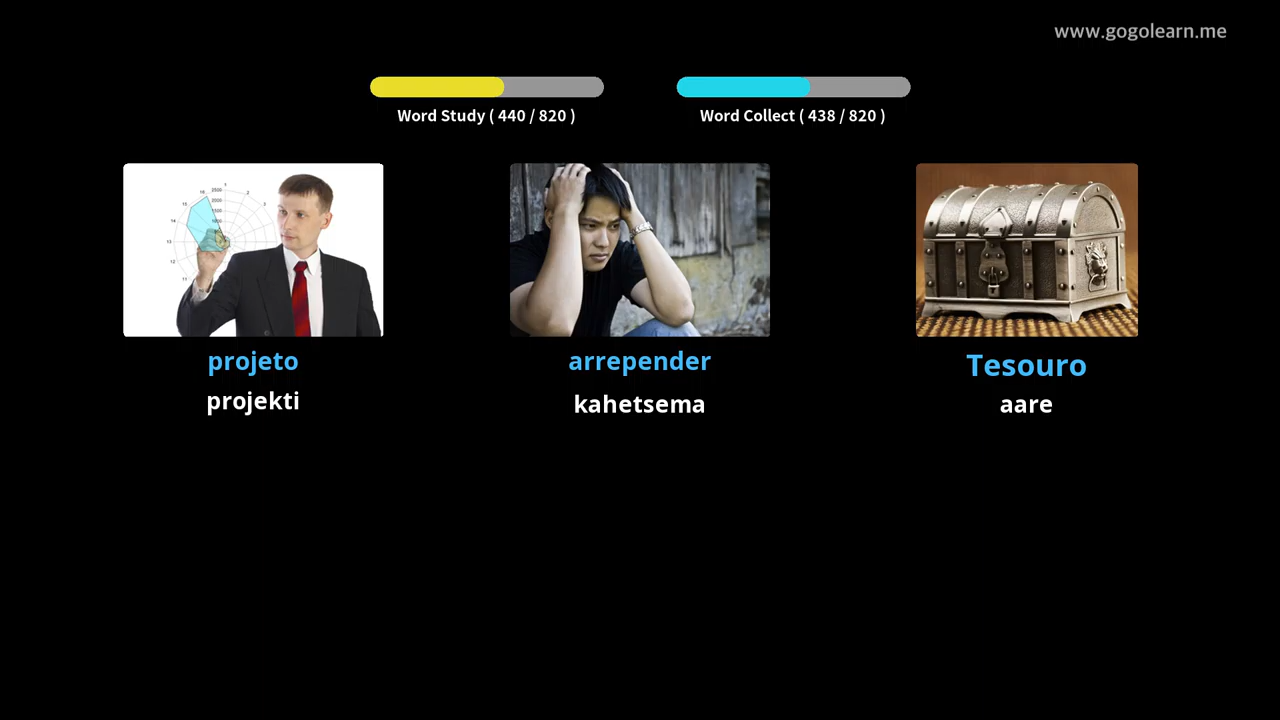 www.gogolearn.me
Word Study ( 440 / 820 )
Word Collect ( 438 / 820 )
projeto
projekti
arrepender
kahetsema
Tesouro
aare